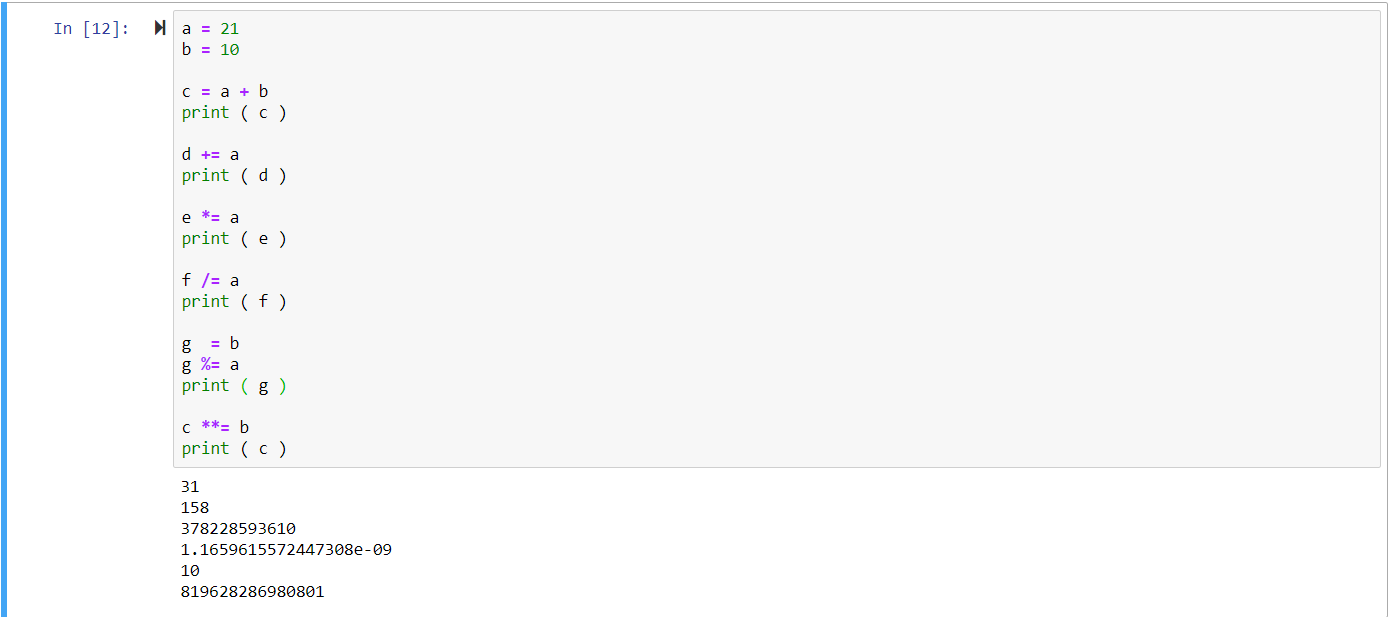 In [12]: a = 21
b = 10
c = a + b
print ( c )
d += a
print ( d )
e *= a
print ( e )
f /= a
print ( f )
g  = b
g %= a
print ( g )
c **= b
print ( c )
31
158
378228593610
1.1659615572447308e-09
10
819628286980801